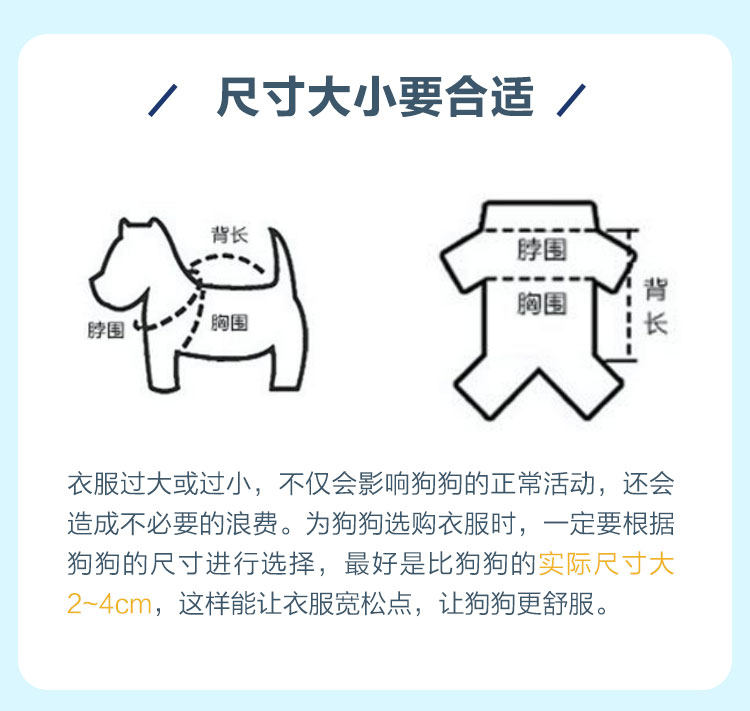 尺寸大小要合适
背长
脖围
胸围
脖围
胸围
背长
衣服过大或过小，不仅会影响狗狗的正常活动，还会
造成不必要的浪费。为狗狗选购衣服时，一定要根据
狗狗的尺寸进行选择，最好是比狗狗的实际尺寸大
2~4cm，这样能让衣服宽松点，让狗狗更舒服。